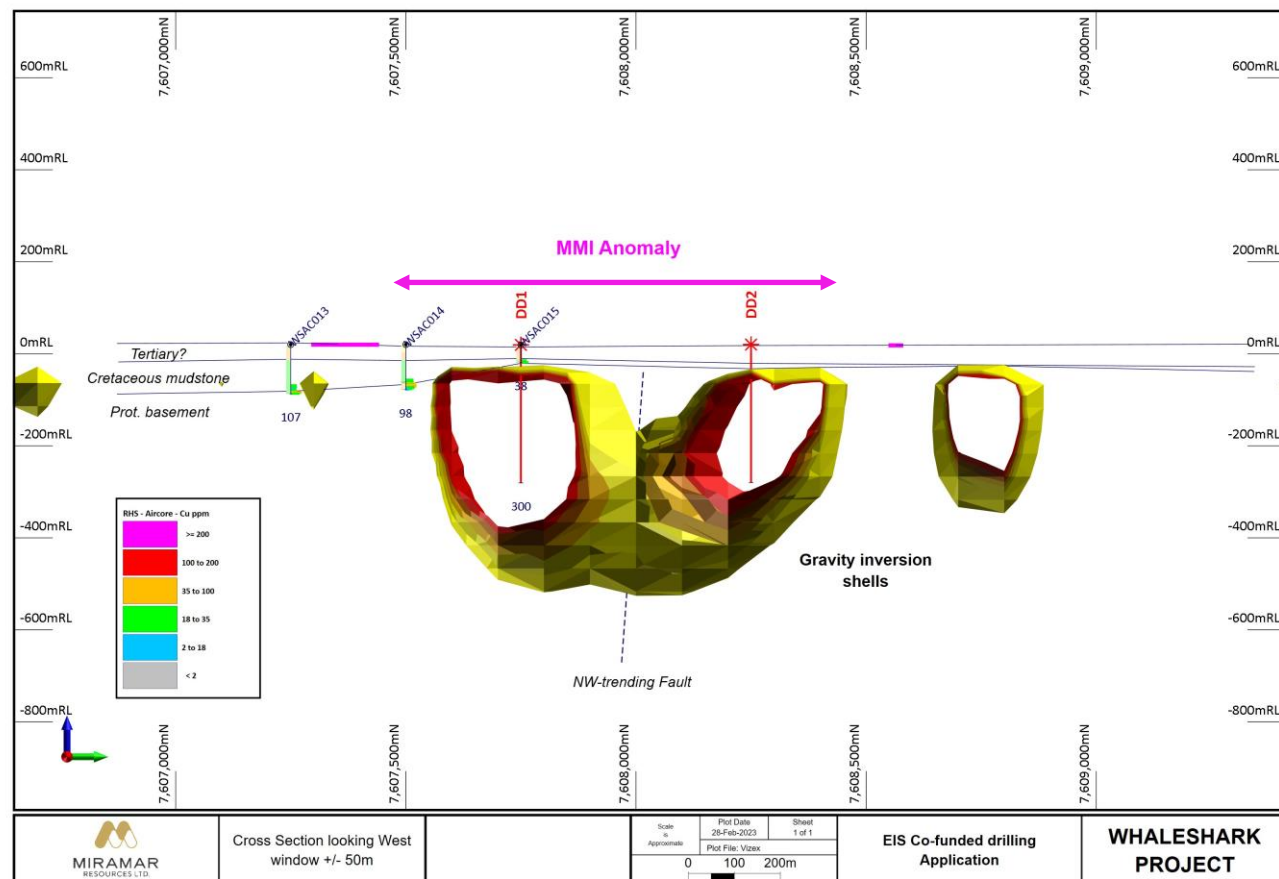 7,607,000mN
7,607,500mN
7,608,000mN
7,608,500mN
7,609,000mN
600mRL
600mRL
400mRL
400mRL
200mRL
200mRL
MMI Anomaly
DD1
DD2
WSAC013
WSAC014
WSAC015
0mRL
0mRL
Tertiary?
Cretaceous mudstone
Prot. basement
107
98
38
-200mRL
-200mRL
300
-400mRL
-400mRL
RHS - Aircore - Cu ppm
>= 200
100 to 200
35 to 100
18 to 35
2 to 18
< 2
Gravity inversion
shells
-600mRL
-600mRL
NW-trending Fault
-800mRL
-800mRL
7,607,000mN
7,607,500mN
7,608,000mN
7,608,500mN
7,609,000mN
MIRAMAR
RESOURCES LTD.
Cross Section looking West
window +/- 50m
Scale
is
Approximate
Plot Date
28-Feb-2023
Sheet
1 of 1
Plot File: Vizex
0 100 200m
EIS Co-funded drilling
Application
WHALESHARK
PROJECT